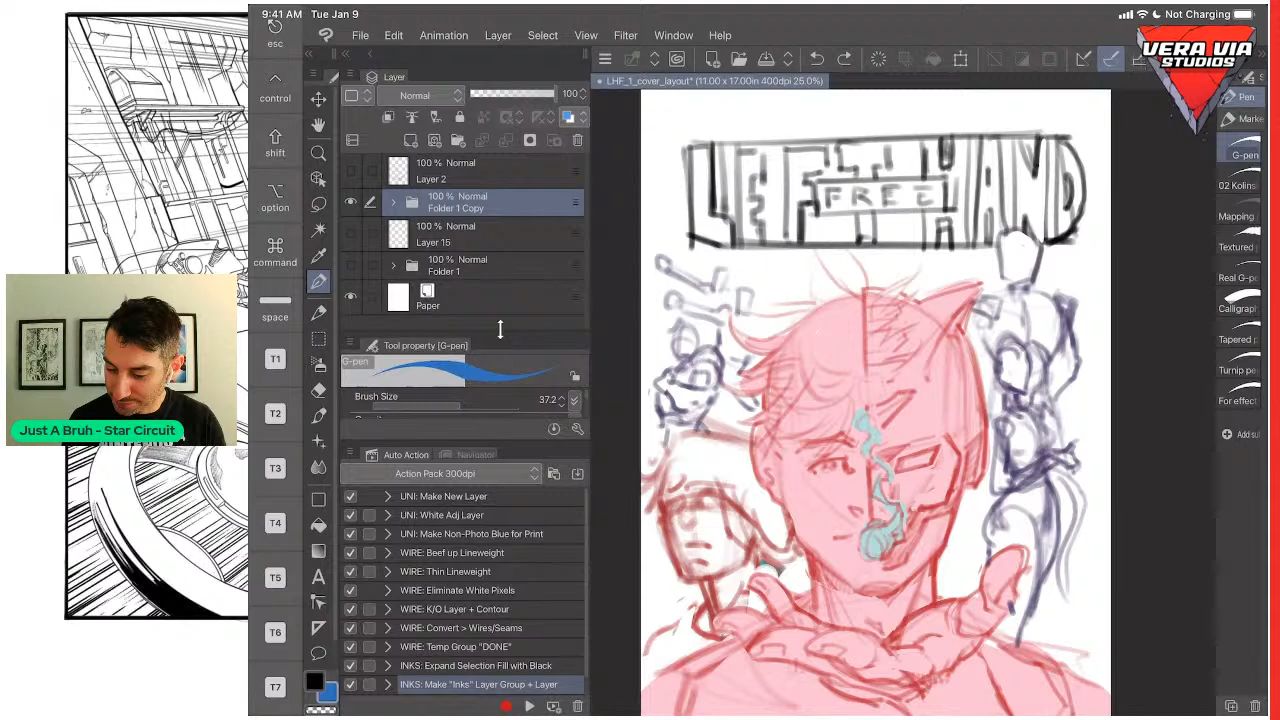 9:41 AM Tue Jan 9
Not Charging
VERA VIA
STUDIOS
File Edit Animation Layer Select View Filter Window Help
LHF_1_cover_layout* (11.00 x 17.00in 400dpi 25.0%)
esc
control
shift
option
command
space
T1
T2
T3
T4
T5
T6
T7
Layer
Normal
100
100 % Normal
Layer 2
100 % Normal
Folder 1 Copy
100 % Normal
Layer 15
100 % Normal
Folder 1
Paper
Tool property [G-pen]
G-pen
Brush Size 37.2
Auto Action Navigator
Action Pack 300dpi
UNI: Make New Layer
UNI: White Adj Layer
UNI: Make Non-Photo Blue for Print
WIRE: Beef up Lineweight
WIRE: Thin Lineweight
WIRE: Eliminate White Pixels
WIRE: K/O Layer + Contour
WIRE: Convert > Wires/Seams
WIRE: Temp Group "DONE"
INKS: Expand Selection Fill with Black
INKS: Make "Inks" Layer Group + Layer
FREE
Pen
Marke
G-pen
02 Kolins
Mapping
Textured
Real G-pe
Calligrap
Tapered p
Turnip pe
For effect
Add su
Just A Bruh - Star Circuit